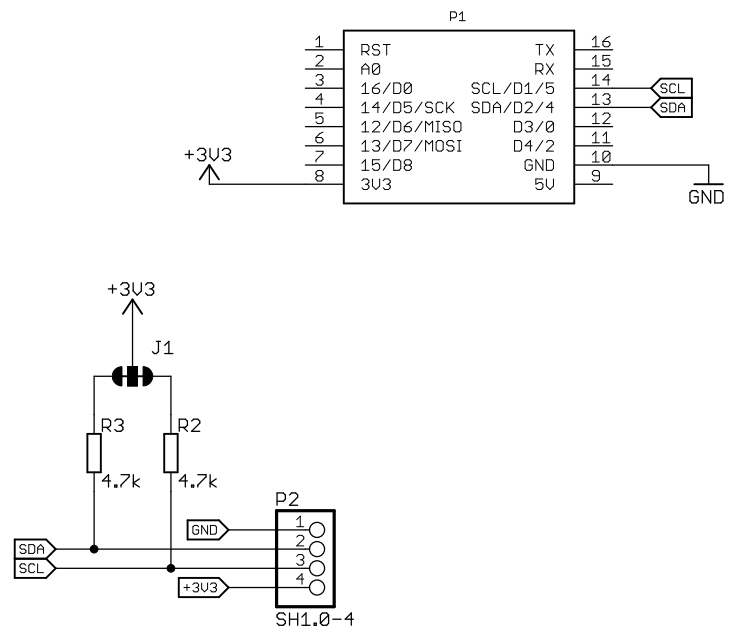 P1
1 RST TX 16
2 A0 RX 15
3 16/D0 SCL/D1/5 14 SCL
4 14/D5/SCK SDA/D2/4 13 SDA
5 12/D6/MISO D3/0 12
6 13/D7/MOSI D4/2 11
+3V3
7 15/D8 GND 10
8 3V3 5V 9
GND
+3V3
J1
R3 R2
4.7k 4.7k
P2
GND 1
SDA 2
SCL 3
+3V3 4
SH1.0-4